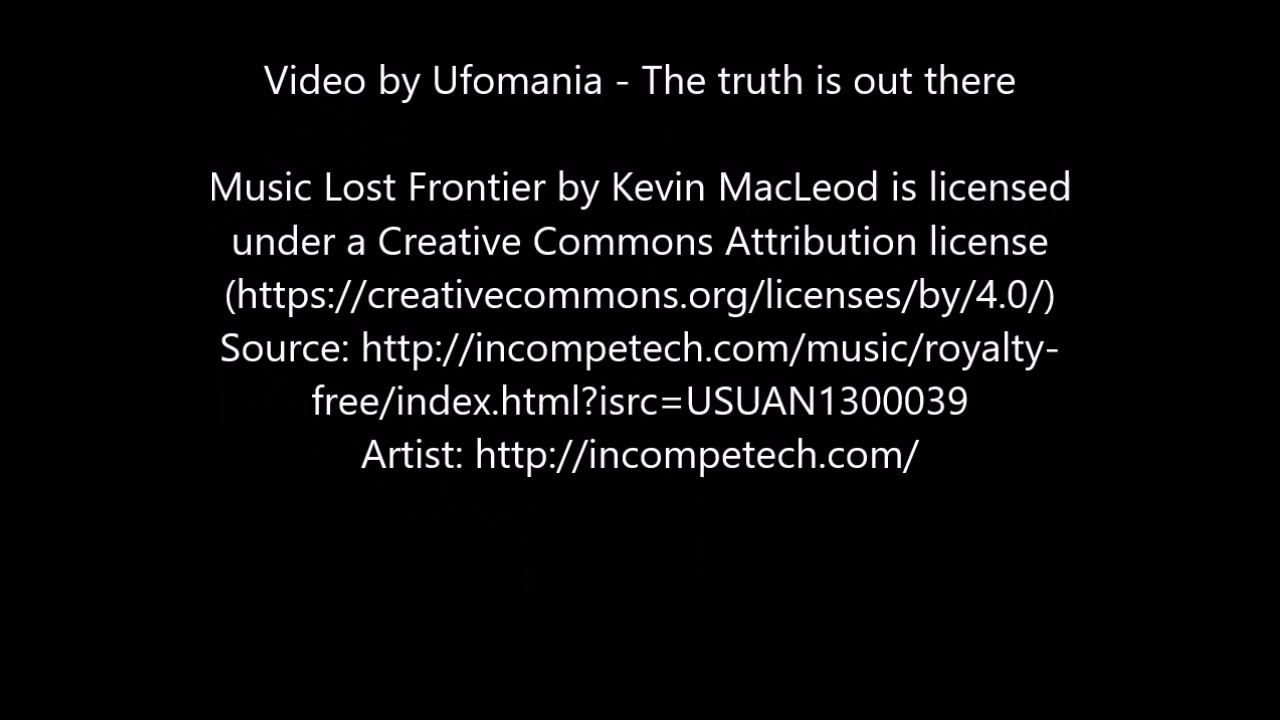 Video by Ufomania - The truth is out there
Music Lost Frontier by Kevin MacLeod is licensed
under a Creative Commons Attribution license
(https://creativecommons.org/licenses/by/4.0/)
Source: http://incompetech.com/music/royalty-
free/index.html?isrc=USUAN1300039
Artist: http://incompetech.com/